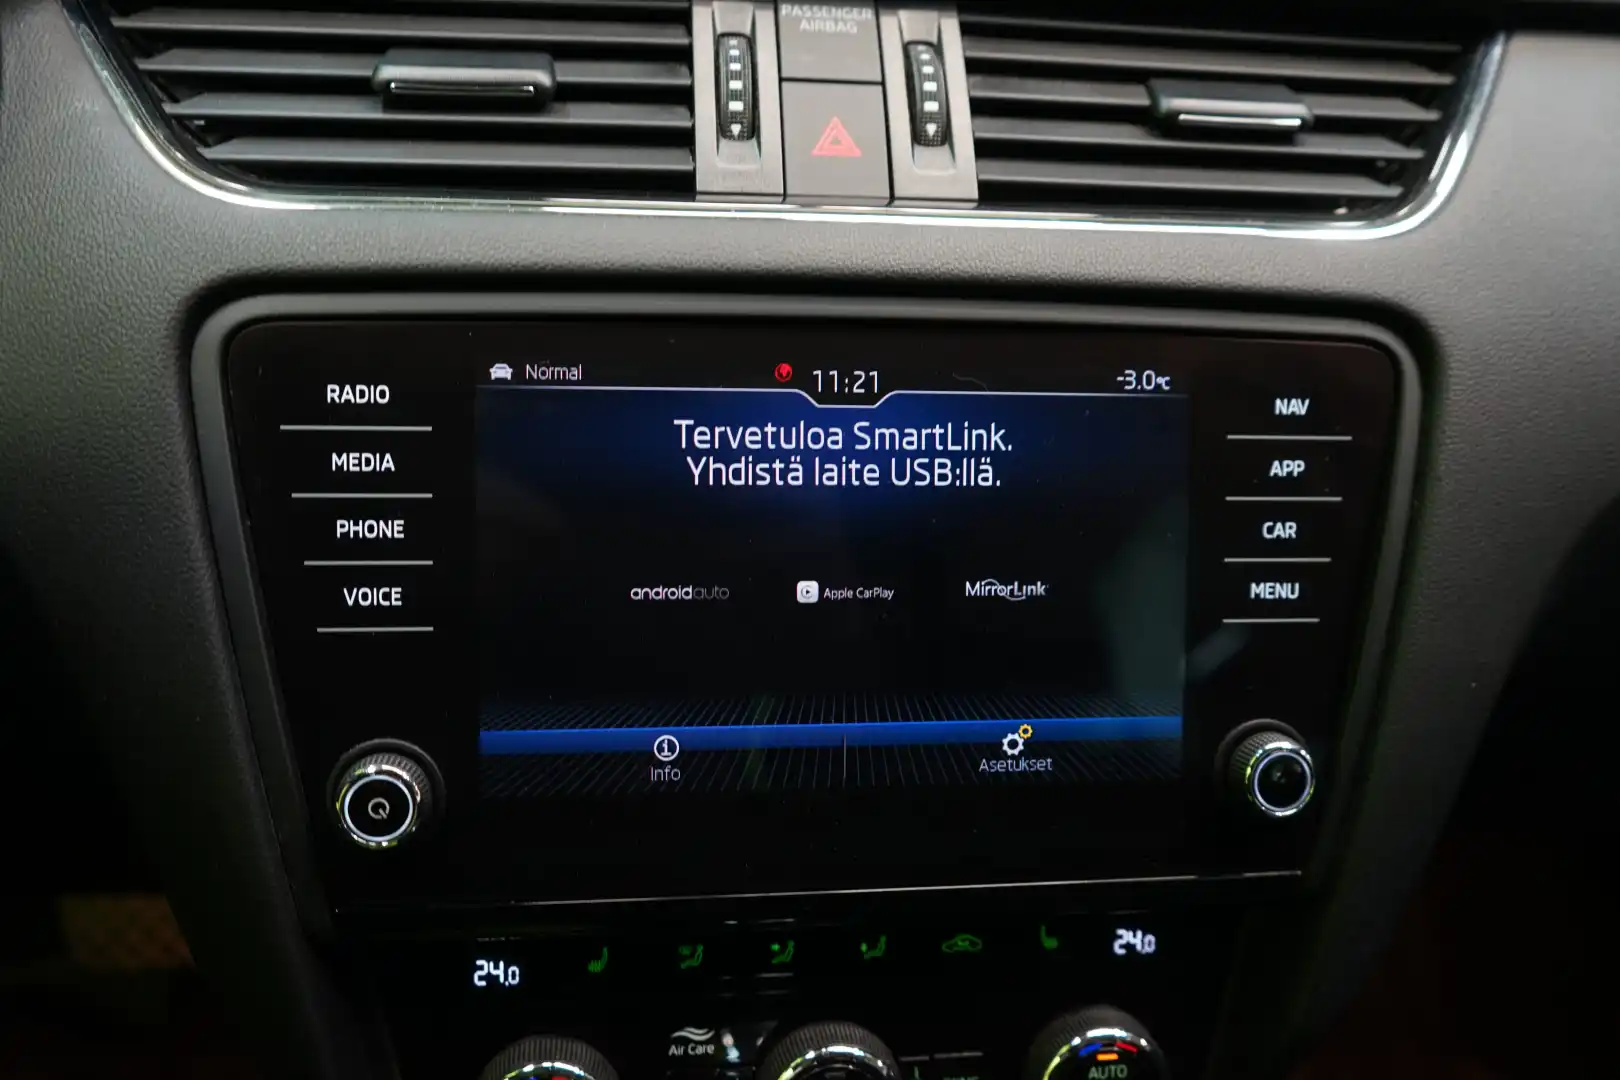 PASSENGER
AIRBAG
RADIO
MEDIA
PHONE
VOICE
Normal
11:21
-3.0°C
Tervetuloa SmartLink.
Yhdistä laite USB:llä.
androidauto
Apple CarPlay
MirrorLink
Info
Asetukset
NAV
APP
CAR
MENU
24.0
24.0
Air Care
AUTO